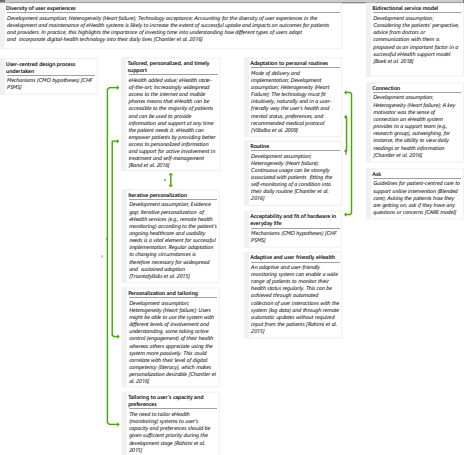 Diversity of user experiences
Development assumption; Heterogeneity (Heart failure); Technology acceptance; Accounting for the diversity of user experiences in the
development and maintenance of eHealth systems is likely to increase the extent of successful uptake and impacts on outcomes for patients
and providers. In practice, this highlights the importance of investing time into understanding how different types of users adapt
and incorporate digital-health technology into their daily lives [Chantler et al. 2016]
User-centred design process
undertaken
Mechanisms (CMO hypotheses) [CHF
PSMS]
Tailored, personalized, and timely
support
eHealth added value; eHealth state-
of-the-art; Increasingly widespread
access to the internet and mobile
phones means that eHealth can be
accessible to the majority of patients
and can be used to provide
information and support at any time
the patient needs it. eHealth can
empower patients by providing better
access to personalized information
and support for active involvement in
treatment and self-management
[Band et al. 2016]
Iterative personalization
Development assumption; Evidence
gap; Iterative personalization of
eHealth services (e.g., remote health
monitoring) according to the patient's
ongoing healthcare and usability
needs is a vital element for successful
implementation. Regular adaptation
to changing circumstances is
therefore necessary for widespread
and sustained adoption
[Triantafyllidis et al. 2015]
Personalization and tailoring
Development assumption;
Heterogeneity (Heart failure); Users
might be able to use the system with
different levels of involvement and
understanding, some taking active
control (engagement) of their health
whereas others appreciate using the
system more passively. This could
correlate with their level of digital
competency (literacy), which makes
personalization desirable [Chantler et
al. 2016]
Tailoring to user's capacity and
preferences
The need to tailor eHealth
(monitoring) systems to user's
capacity and preferences should be
given sufficient priority during the
development stage [Rahimi et al.
2015]
Adaptation to personal routines
Mode of delivery and
implementation; Development
assumption; Heterogeneity (Heart
Failure); The technology must fit
intuitively, naturally and in a user-
friendly way the user's health and
mental status, preferences, and
recommended medical protocol
[Villalba et al. 2009]
Routine
Development assumption;
Heterogeneity (Heart failure);
Continuous usage can be strongly
associated with patients fitting the
self-monitoring of a condition into
their daily routine [Chantler et al.
2016]
Acceptability and fit of hardware in
everyday life
Mechanisms (CMO hypotheses) [CHF
PSMS]
Adaptive and user friendly eHealth
An adaptive and user-friendly
monitoring system can enable a wide
range of patients to monitor their
health status regularly. This can be
achieved through automated
collection of user interactions with the
system (big data) and through remote
automatic updates without required
input from the patients [Rahimi et al.
2015]
Bidirectional service model
Development assumption;
Considering the patients' perspective,
advice from doctors or
communication with them is
proposed as an important factor in a
successful eHealth support model
[Baek et al. 2018]
Connection
Development assumption;
Heterogeneity (Heart failure); A key
motivator was the sense of
connection an eHealth system
provides to a support team (e.g.,
research group), outweighing, for
instance, the ability to view daily
readings or health information
[Chantler et al. 2016]
Ask
Guidelines for patient-centred care to
support online intervention (Blended
care); Asking the patients how they
are getting on, ask if they have any
questions or concerns [CARE model]